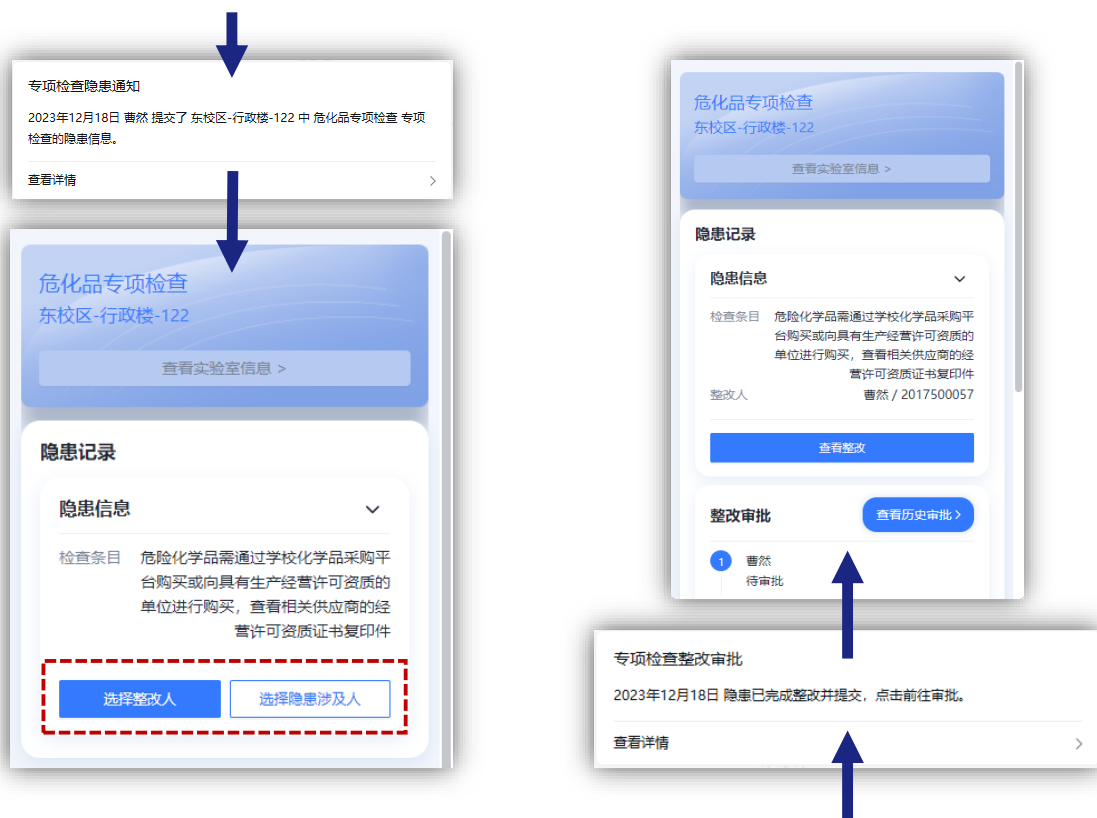 专项检查隐患通知
2023年12月18日 曹然 提交了 东校区-行政楼-122 中 危化品专项检查 专项
检查的隐患信息。
查看详情
危化品专项检查
东校区-行政楼-122
查看实验室信息 >
隐患记录
隐患信息
检查条目 危险化学品需通过学校化学品采购平
台购买或向具有生产经营许可资质的
单位进行购买，查看相关供应商的经
营许可资质证书复印件
选择整改人 选择隐患涉及人
危化品专项检查
东校区-行政楼-122
查看实验室信息 >
隐患记录
隐患信息
检查条目 危险化学品需通过学校化学品采购平
台购买或向具有生产经营许可资质的
单位进行购买，查看相关供应商的经
营许可资质证书复印件
整改人 曹然 / 2017500057
查看整改
整改审批 查看历史审批 >
1 曹然
待审批
专项检查整改审批
2023年12月18日 隐患已完成整改并提交，点击前往审批。
查看详情